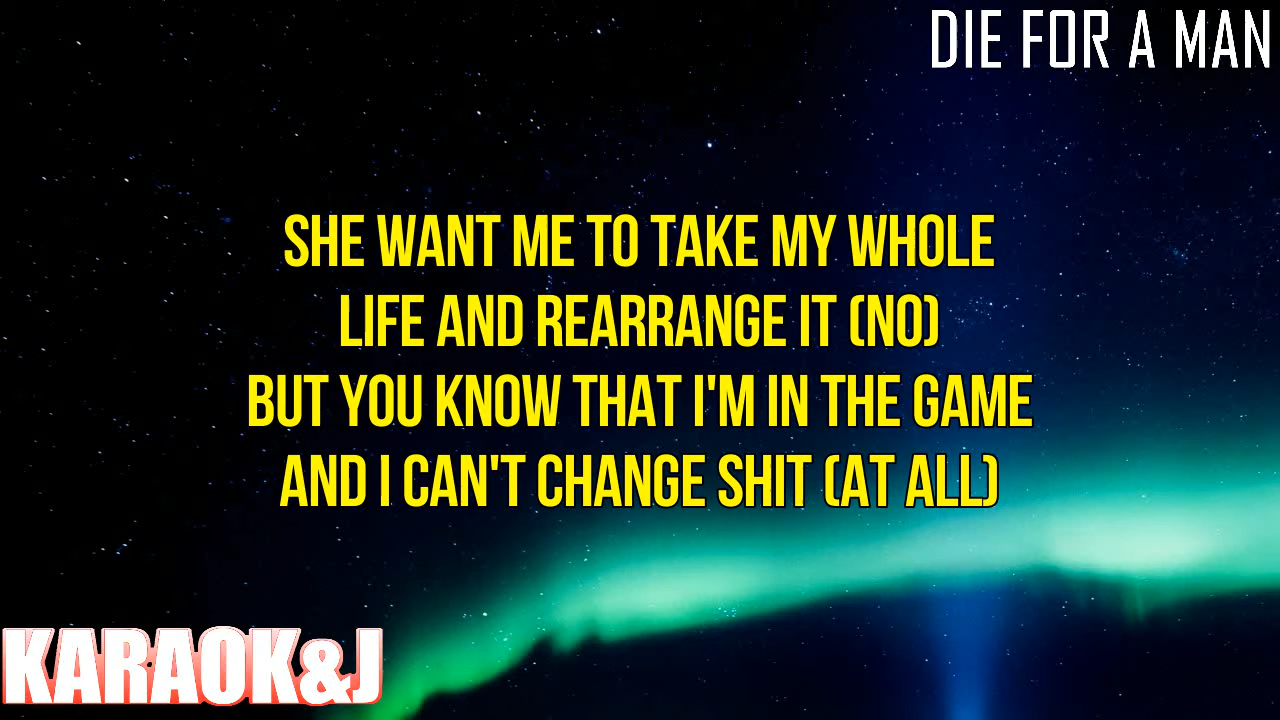 DIE FOR A MAN
SHE WANT ME TO TAKE MY WHOLE
LIFE AND REARRANGE IT (NO)
BUT YOU KNOW THAT I'M IN THE GAME
AND I CAN'T CHANGE SHIT (AT ALL)
KARAOK&J